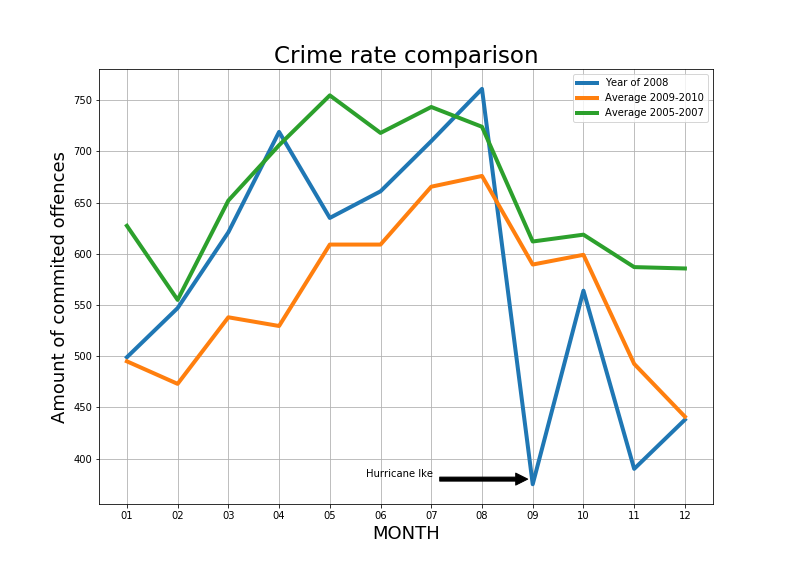 Crime rate comparison
Year of 2008
Average 2009-2010
Average 2005-2007
Amount of commited offences
750
700
650
600
550
500
450
400
Hurricane Ike
01 02 03 04 05 06 07 08 09 10 11 12
MONTH